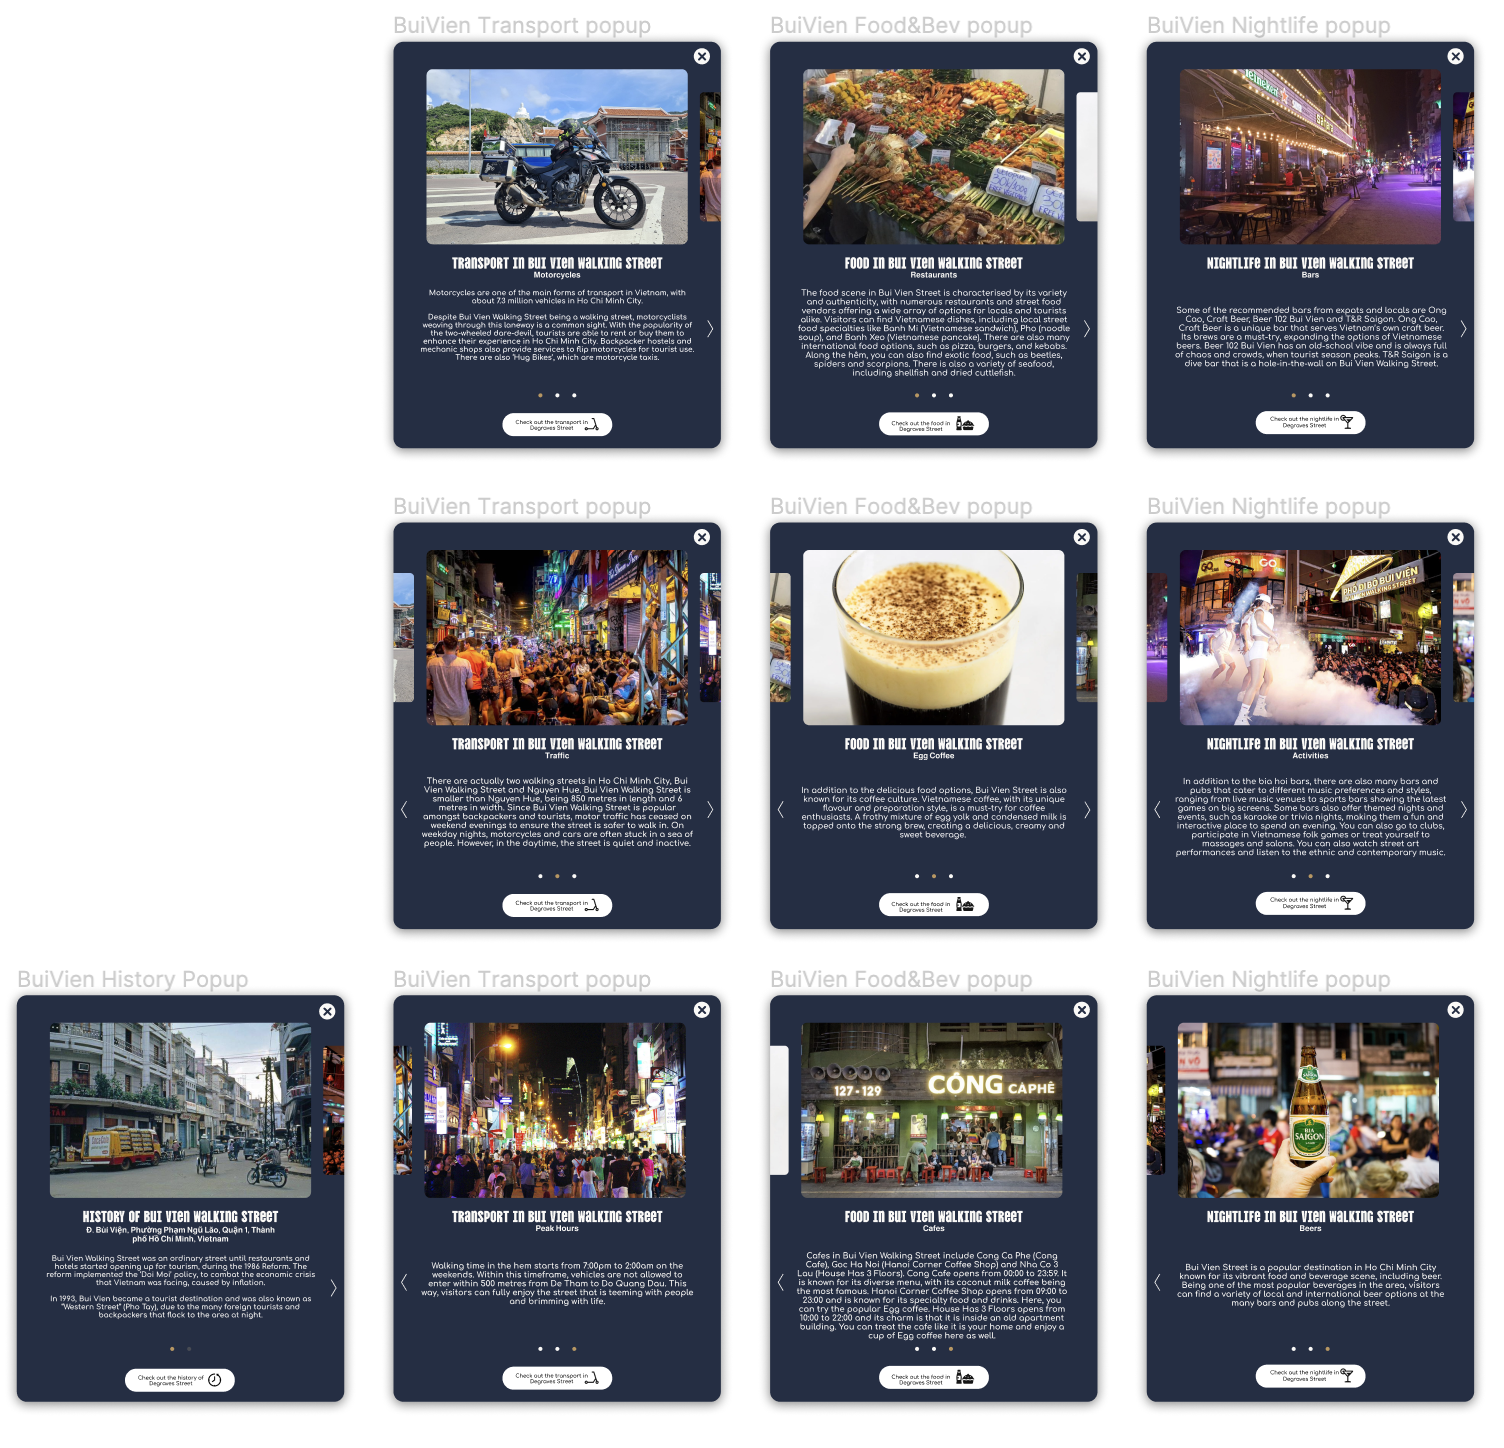 BuiVien Transport popup
TRANSPORT IN BUI VIEN WALKING STREET
Motorcycles
Motorcycles are one of the main forms of transport in Vietnam, with
about 7.3 million vehicles in Ho Chi Minh City.
Despite Bui Vien Walking Street being a walking street, motorcyclists
weaving through this laneway is a common sight. With the popularity of
the two-wheeled dare-devil, tourists are able to rent or buy them to
enhance their experience in Ho Chi Minh City. Backpacker hostels and
mechanic shops also provide services to flip motorcycles for tourist use.
There are also 'Hug Bikes', which are motorcycle taxis.
Check out the transport in
Degraves Street
BuiVien Food&Bev popup
FOOD IN BUI VIEN WALKING STREET
Restaurants
The food scene in Bui Vien Street is characterised by its variety
and authenticity, with numerous restaurants and street food
vendors offering a wide array of options for locals and tourists
alike. Visitors can find Vietnamese dishes, including local street
food specialties like Banh Mi (Vietnamese sandwich), Pho (noodle
soup), and Banh Xeo (Vietnamese pancake). There are also many
international food options, such as pizza, burgers, and kebabs.
Along the hêm, you can also find exotic food, such as beetles,
spiders and scorpions. There is also a variety of seafood,
including shellfish and dried cuttlefish.
Check out the food in
Degraves Street
BuiVien Nightlife popup
Heineken
NIGHTLIFE IN BUI VIEN WALKING STREET
Bars
Some of the recommended bars from expats and locals are Ong
Cao, Craft Beer, Beer 102 Bui Vien and T&R Saigon. Ong Cao,
Craft Beer is a unique bar that serves Vietnam's own craft beer.
Its brews are a must-try, expanding the options of Vietnamese
beers. Beer 102 Bui Vien has an old-school vibe and is always full
of chaos and crowds, when tourist season peaks. T&R Saigon is a
dive bar that is a hole-in-the-wall on Bui Vien Walking Street.
Check out the nightlife in
Degraves Street
BuiVien Transport popup
TRANSPORT IN BUI VIEN WALKING STREET
Traffic
There are actually two walking streets in Ho Chi Minh City, Bui
Vien Walking Street and Nguyen Hue. Bui Vien Walking Street is
smaller than Nguyen Hue, being 850 metres in length and 6
metres in width. Since Bui Vien Walking Street is popular
amongst backpackers and tourists, motor traffic has ceased on
weekend evenings to ensure the street is safer to walk in. On
weekday nights, motorcycles and cars are often stuck in a sea of
people. However, in the daytime, the street is quiet and inactive.
Check out the transport in
Degraves Street
BuiVien Food&Bev popup
FOOD IN BUI VIEN WALKING STREET
Egg Coffee
In addition to the delicious food options, Bui Vien Street is also
known for its coffee culture. Vietnamese coffee, with its unique
flavour and preparation style, is a must-try for coffee
enthusiasts. A frothy mixture of egg yolk and condensed milk is
topped onto the strong brew, creating a delicious, creamy and
sweet beverage.
Check out the food in
Degraves Street
BuiVien Nightlife popup
GO
GO
PHỐ ĐI BỘ BÙI VIỆN
BUI VIEN WALKING STREET
NIGHTLIFE IN BUI VIEN WALKING STREET
Activities
In addition to the bia hoi bars, there are also many bars and
pubs that cater to different music preferences and styles,
ranging from live music venues to sports bars showing the latest
games on big screens. Some bars also offer themed nights and
events, such as karaoke or trivia nights, making them a fun and
interactive place to spend an evening. You can also go to clubs,
participate in Vietnamese folk games or treat yourself to
massages and salons. You can also watch street art
performances and listen to the ethnic and contemporary music.
Check out the nightlife in
Degraves Street
BuiVien History Popup
HISTORY OF BUI VIEN WALKING STREET
Đ. Bùi Viện, Phường Phạm Ngũ Lão, Quận 1, Thành
phố Hồ Chí Minh, Vietnam
Bui Vien Walking Street was an ordinary street until restaurants and
hotels started opening up for tourism, during the 1986 Reform. The
reform implemented the 'Doi Moi' policy, to combat the economic crisis
that Vietnam was facing, caused by inflation.
In 1993, Bui Vien became a tourist destination and was also known as
"Western Street" (Pho Tay), due to the many foreign tourists and
backpackers that flock to the area at night.
Check out the history of
Degraves Street
BuiVien Transport popup
TRANSPORT IN BUI VIEN WALKING STREET
Peak Hours
Walking time in the hem starts from 7:00pm to 2:00am on the
weekends. Within this timeframe, vehicles are not allowed to
enter within 500 metres from De Tham to Do Quang Dau. This
way, visitors can fully enjoy the street that is teeming with people
and brimming with life.
Check out the transport in
Degraves Street
BuiVien Food&Bev popup
127-129
CỘNG CÀPHÊ
FOOD IN BUI VIEN WALKING STREET
Cafes
Cafes in Bui Vien Walking Street include Cong Ca Phe (Cong
Cafe), Goc Ha Noi (Hanoi Corner Coffee Shop) and Nha Co 3
Lau (House Has 3 Floors). Cong Cafe opens from 00:00 to 23:59. It
is known for its diverse menu, with its coconut milk coffee being
the most famous. Hanoi Corner Coffee Shop opens from 09:00 to
23:00 and is known for its specialty food and drinks. Here, you
can try the popular Egg coffee. House Has 3 Floors opens from
10:00 to 22:00 and its charm is that it is inside an old apartment
building. You can treat the cafe like it is your home and enjoy a
cup of Egg coffee here as well.
Check out the food in
Degraves Street
BuiVien Nightlife popup
BIA
SAIGON
NIGHTLIFE IN BUI VIEN WALKING STREET
Beers
Bui Vien Street is a popular destination in Ho Chi Minh City
known for its vibrant food and beverage scene, including beer.
Being one of the most popular beverages in the area, visitors
can find a variety of local and international beer options at the
many bars and pubs along the street.
Check out the nightlife in
Degraves Street